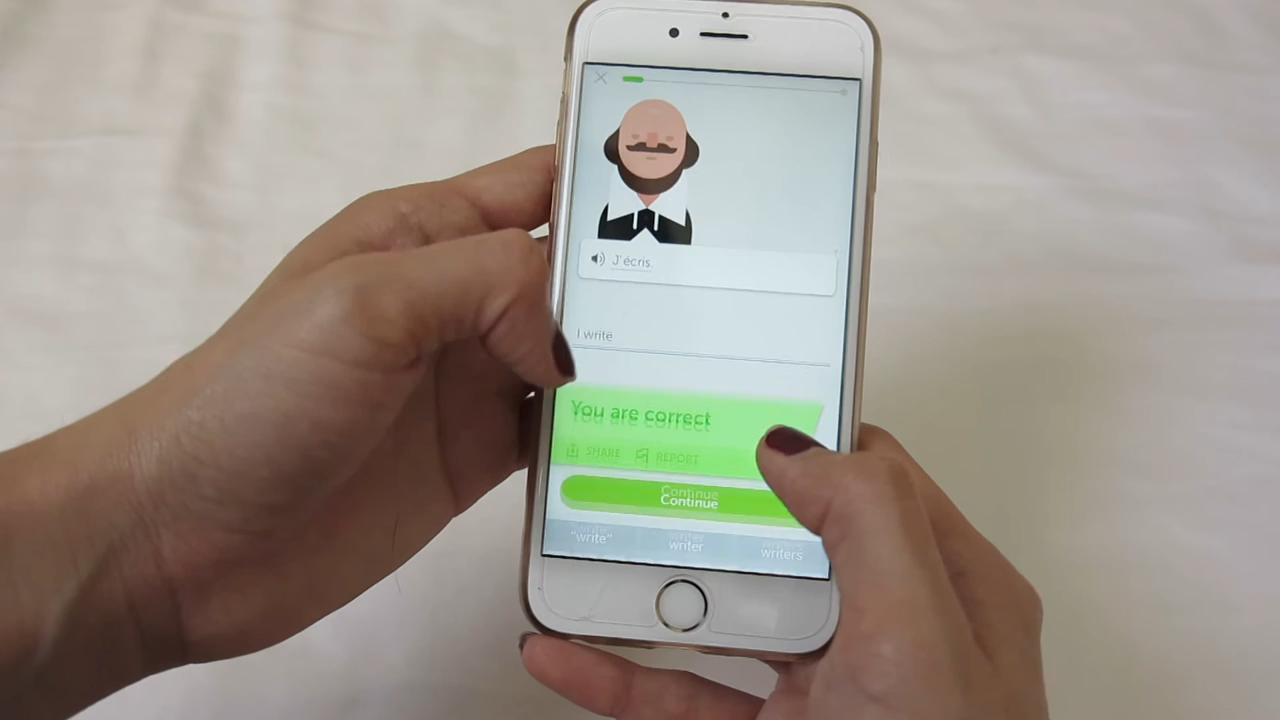 J'écris.
I write
You are correct
SHARE REPORT
Continue
"write" writer writers